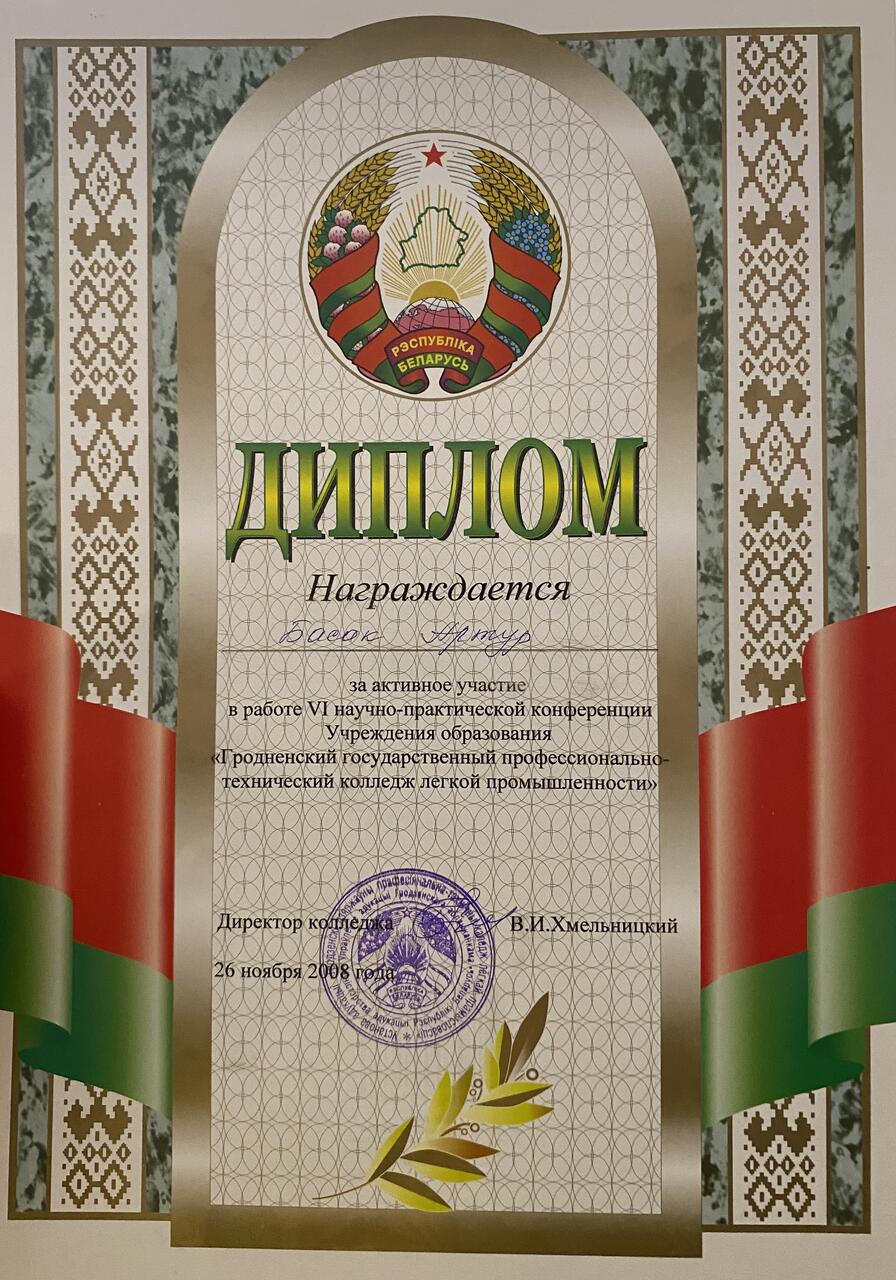 РЭСПУБЛІКА
БЕЛАРУСЬ
ДИПЛОМ
Награждается
Басак Артур
за активное участие
в работе VI научно-практической конференции
Учреждения образования
«Гродненский государственный профессионально-
технический колледж легкой промышленности»
Директор колледжа В.И.Хмельницкий
26 ноября 2008 года